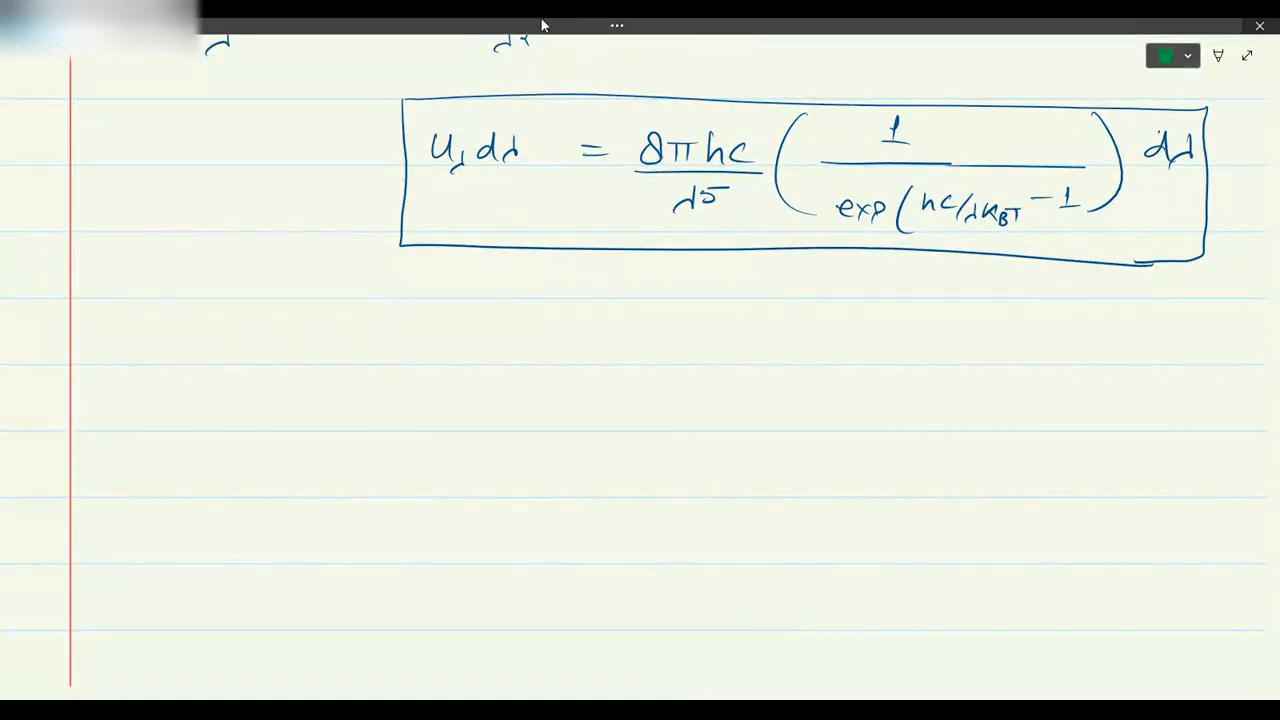 U_λ dλ = 8πhc/λ⁵ ( 1 / exp(hc/λK_BT − 1 ) dλ